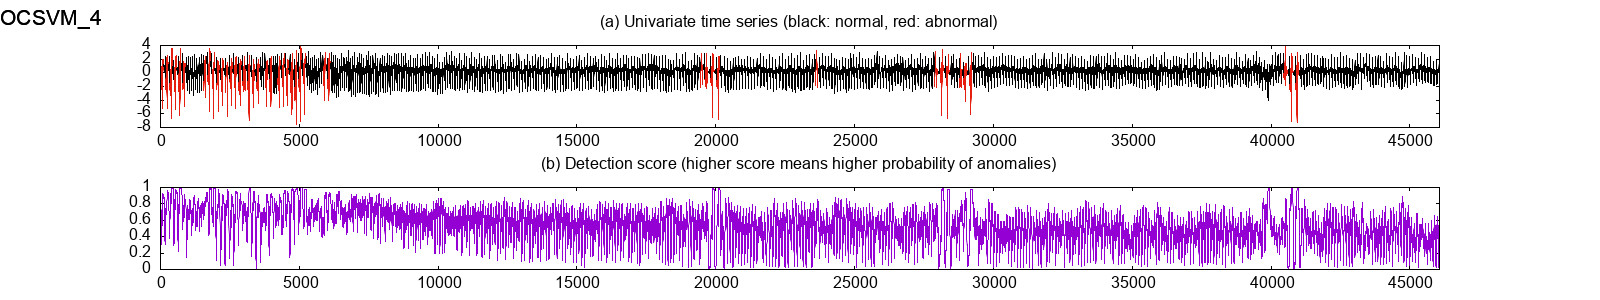 OCSVM_4
(a) Univariate time series (black: normal, red: abnormal)
4
2
0
-2
-4
-6
-8
0 5000 10000 15000 20000 25000 30000 35000 40000 45000
(b) Detection score (higher score means higher probability of anomalies)
1
0.8
0.6
0.4
0.2
0
0 5000 10000 15000 20000 25000 30000 35000 40000 45000